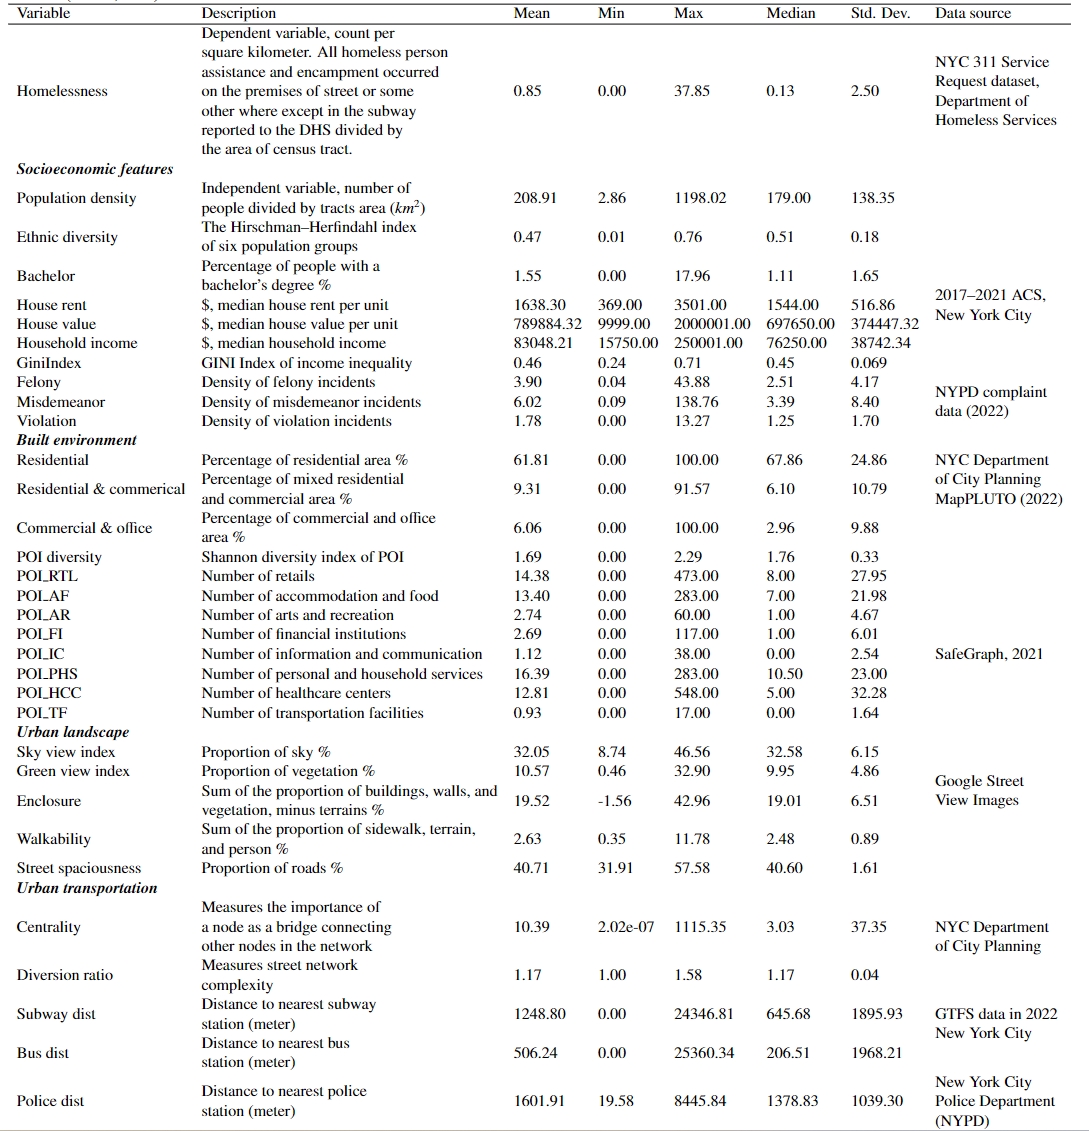 Variable Description Mean Min Max Median Std. Dev. Data source
Dependent variable, count per
square kilometer. All homeless person
assistance and encampment occurred
Homelessness on the premises of street or some 0.85 0.00 37.85 0.13 2.50 NYC 311 Service
Request dataset,
Department of
Homeless Services
other where except in the subway
reported to the DHS divided by
the area of census tract.
Socioeconomic features
Population density Independent variable, number of
people divided by tracts area (km²) 208.91 2.86 1198.02 179.00 138.35
Ethnic diversity The Hirschman–Herfindahl index
of six population groups 0.47 0.01 0.76 0.51 0.18
Bachelor Percentage of people with a
bachelor's degree % 1.55 0.00 17.96 1.11 1.65
2017–2021 ACS,
New York City
House rent $, median house rent per unit 1638.30 369.00 3501.00 1544.00 516.86
House value $, median house value per unit 789884.32 9999.00 2000001.00 697650.00 374447.32
Household income $, median household income 83048.21 15750.00 250001.00 76250.00 38742.34
GiniIndex GINI Index of income inequality 0.46 0.24 0.71 0.45 0.069
Felony Density of felony incidents 3.90 0.04 43.88 2.51 4.17
NYPD complaint
data (2022)
Misdemeanor Density of misdemeanor incidents 6.02 0.09 138.76 3.39 8.40
Violation Density of violation incidents 1.78 0.00 13.27 1.25 1.70
Built environment
Residential Percentage of residential area % 61.81 0.00 100.00 67.86 24.86 NYC Department
of City Planning
MapPLUTO (2022)
Residential & commerical Percentage of mixed residential
and commercial area % 9.31 0.00 91.57 6.10 10.79
Commercial & office Percentage of commercial and office
area % 6.06 0.00 100.00 2.96 9.88
POI diversity Shannon diversity index of POI 1.69 0.00 2.29 1.76 0.33
POI_RTL Number of retails 14.38 0.00 473.00 8.00 27.95
POI_AF Number of accommodation and food 13.40 0.00 283.00 7.00 21.98
POI_AR Number of arts and recreation 2.74 0.00 60.00 1.00 4.67
POI_FI Number of financial institutions 2.69 0.00 117.00 1.00 6.01
POI_IC Number of information and communication 1.12 0.00 38.00 0.00 2.54 SafeGraph, 2021
POI_PHS Number of personal and household services 16.39 0.00 283.00 10.50 23.00
POI_HCC Number of healthcare centers 12.81 0.00 548.00 5.00 32.28
POI_TF Number of transportation facilities 0.93 0.00 17.00 0.00 1.64
Urban landscape
Sky view index Proportion of sky % 32.05 8.74 46.56 32.58 6.15
Green view index Proportion of vegetation % 10.57 0.46 32.90 9.95 4.86
Google Street
View Images
Enclosure Sum of the proportion of buildings, walls, and
vegetation, minus terrains % 19.52 -1.56 42.96 19.01 6.51
Walkability Sum of the proportion of sidewalk, terrain,
and person % 2.63 0.35 11.78 2.48 0.89
Street spaciousness Proportion of roads % 40.71 31.91 57.58 40.60 1.61
Urban transportation
Measures the importance of
Centrality a node as a bridge connecting 10.39 2.02e-07 1115.35 3.03 37.35 NYC Department
of City Planning
other nodes in the network
Diversion ratio Measures street network
complexity 1.17 1.00 1.58 1.17 0.04
Subway dist Distance to nearest subway
station (meter) 1248.80 0.00 24346.81 645.68 1895.93 GTFS data in 2022
New York City
Bus dist Distance to nearest bus
station (meter) 506.24 0.00 25360.34 206.51 1968.21
Police dist Distance to nearest police
station (meter) 1601.91 19.58 8445.84 1378.83 1039.30 New York City
Police Department
(NYPD)